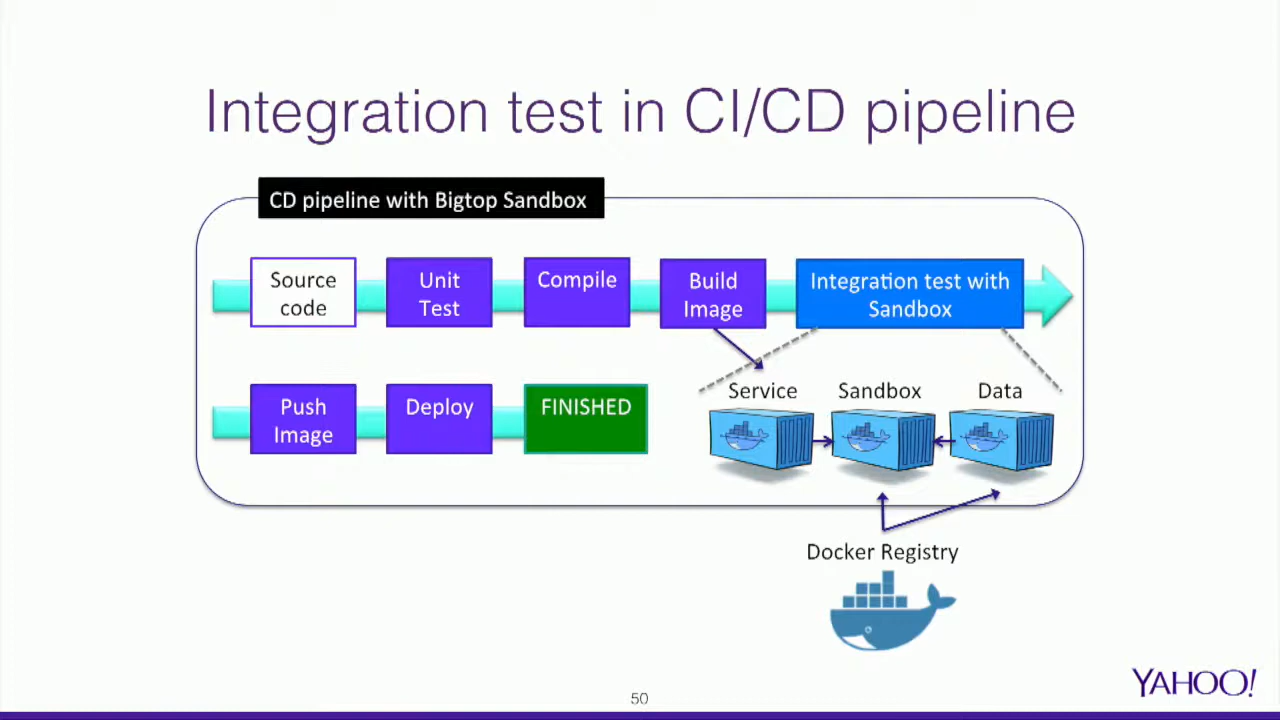 Integration test in CI/CD pipeline
CD pipeline with Bigtop Sandbox
Source
code
Unit
Test
Compile
Build
Image
Integration test with
Sandbox
Push
Image
Deploy
FINISHED
Service
Sandbox
Data
Docker Registry
50
YAHOO!